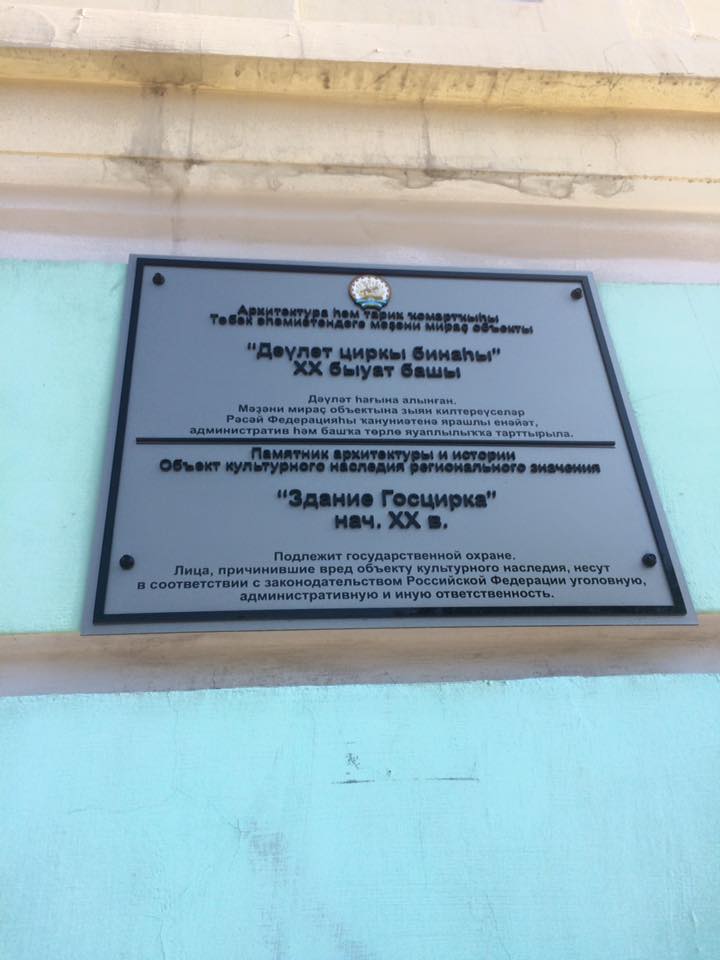 Архитектура һәм тарих ҡомартҡыһы
Төбәк әһәмиәтендәге мәҙәни мираҫ объекты
"Дәүләт циркы бинаһы"
XX быуат башы
Дәүләт һағына алынған.
Мәҙәни мираҫ объектына зыян килтереүселәр
Рәсәй Федерацияһы ҡануниәтенә ярашлы енәйәт,
административ һәм башҡа төрлө яуаплылыҡҡа тарттырыла.
Памятник архитектуры и истории
Объект культурного наследия регионального значения
"Здание Госцирка"
нач. XX в.
Подлежит государственной охране.
Лица, причинившие вред объекту культурного наследия, несут
в соответствии с законодательством Российской Федерации уголовную,
административную и иную ответственность.